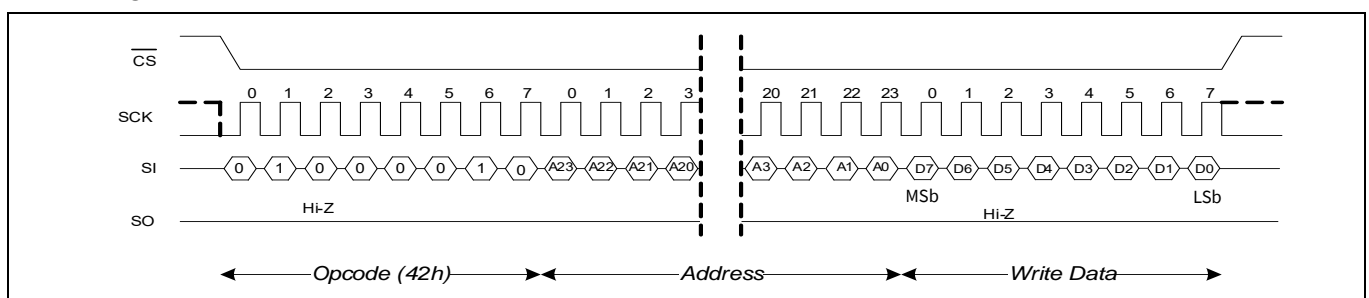 CS
0 1 2 3 4 5 6 7 0 1 2 3 20 21 22 23 0 1 2 3 4 5 6 7
SCK
SI 0 1 0 0 0 0 1 0 A23 A22 A21 A20 A3 A2 A1 A0 D7 D6 D5 D4 D3 D2 D1 D0
MSb LSb
Hi-Z Hi-Z
SO
Opcode (42h) Address Write Data